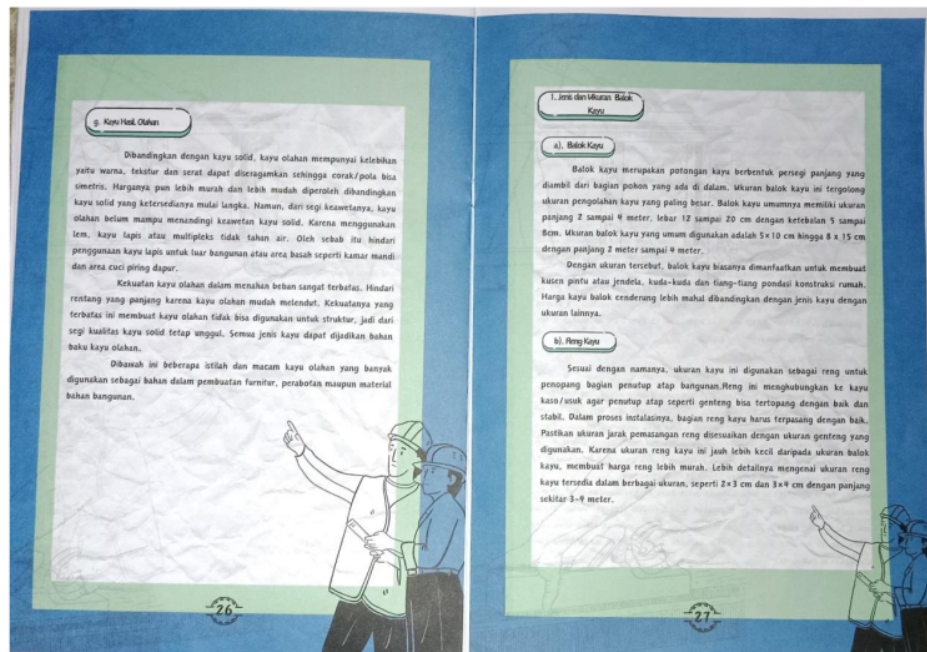 g. Kayu Hasil Olahan
Dibandingkan dengan kayu solid, kayu olahan mempunyai kelebihan
yaitu warna, tekstur dan serat dapat diseragamkan sehingga corak/pola bisa
simetris. Harganya pun lebih murah dan lebih mudah diperoleh dibandingkan
kayu solid yang ketersedianya mulai langka. Namun, dari segi keawetanya, kayu
olahan belum mampu menandingi keawetan kayu solid. Karena menggunakan
lem, kayu lapis atau multipleks tidak tahan air. Oleh sebab itu hindari
penggunaan kayu lapis untuk luar bangunan atau area basah seperti kamar mandi
dan area cuci piring dapur.
Kekuatan kayu olahan dalam menahan beban sangat terbatas. Hindari
rentang yang panjang karena kayu olahan mudah melendut. Kekuatanya yang
terbatas ini membuat kayu olahan tidak bisa digunakan untuk struktur, jadi dari
segi kualitas kayu solid tetap unggul. Semua jenis kayu dapat dijadikan bahan
baku kayu olahan.
Dibawah ini beberapa istilah dan macam kayu olahan yang banyak
digunakan sebagai bahan dalam pembuatan furnitur, perabotan maupun material
bahan bangunan.
26
1. Jenis dan Ukuran Balok
Kayu
a). Balok Kayu
Balok kayu merupakan potongan kayu berbentuk persegi panjang yang
diambil dari bagian pohon yang ada di dalam. Ukuran balok kayu ini tergolong
ukuran pengolahan kayu yang paling besar. Balok kayu umumnya memiliki ukuran
panjang 2 sampai 4 meter, lebar 12 sampai 20 cm dengan ketebalan 5 sampai
8cm. Ukuran balok kayu yang umum digunakan adalah 5×10 cm hingga 8 x 15 cm
dengan panjang 2 meter sampai 4 meter.
Dengan ukuran tersebut, balok kayu biasanya dimanfaatkan untuk membuat
kusen pintu atau jendela, kuda-kuda dan tiang-tiang pondasi konstruksi rumah.
Harga kayu balok cenderung lebih mahal dibandingkan dengan jenis kayu dengan
ukuran lainnya.
b). Reng Kayu
Sesuai dengan namanya, ukuran kayu ini digunakan sebagai reng untuk
penopang bagian penutup atap bangunan.Reng ini menghubungkan ke kayu
kaso/usuk agar penutup atap seperti genteng bisa tertopang dengan baik dan
stabil. Dalam proses instalasinya, bagian reng kayu harus terpasang dengan baik.
Pastikan ukuran jarak pemasangan reng disesuaikan dengan ukuran genteng yang
digunakan. Karena ukuran reng kayu ini jauh lebih kecil daripada ukuran balok
kayu, membuat harga reng lebih murah. Lebih detailnya mengenai ukuran reng
kayu tersedia dalam berbagai ukuran, seperti 2×3 cm dan 3×4 cm dengan panjang
sekitar 3-4 meter.
27